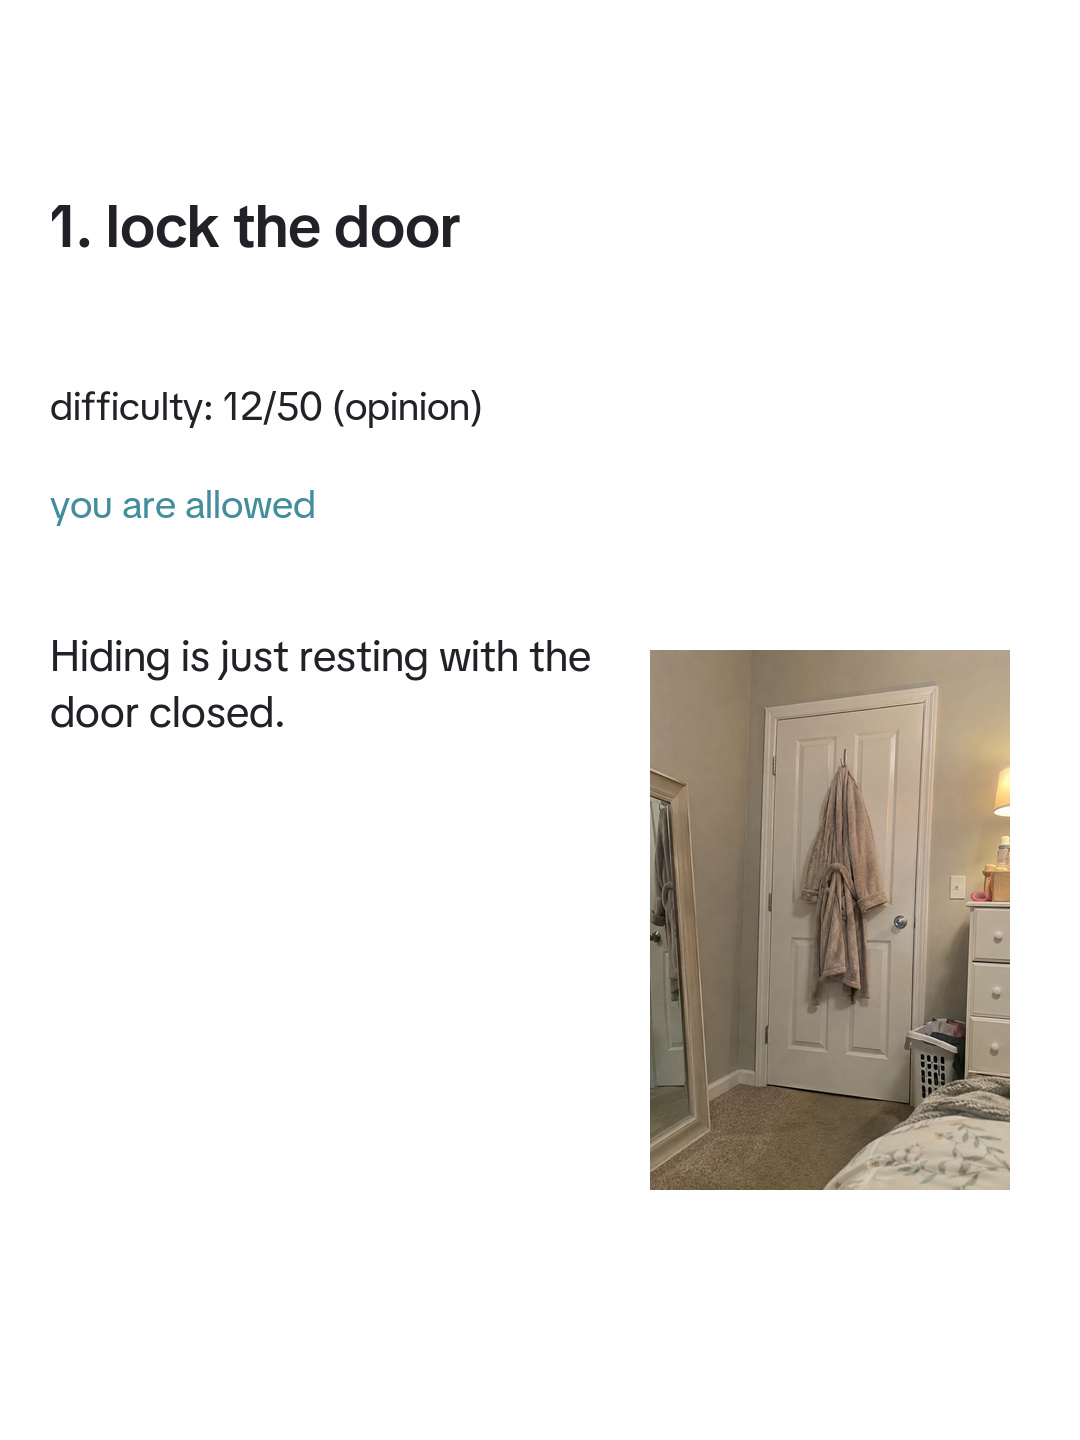 1. lock the door
difficulty: 12/50 (opinion)
you are allowed
Hiding is just resting with the
door closed.